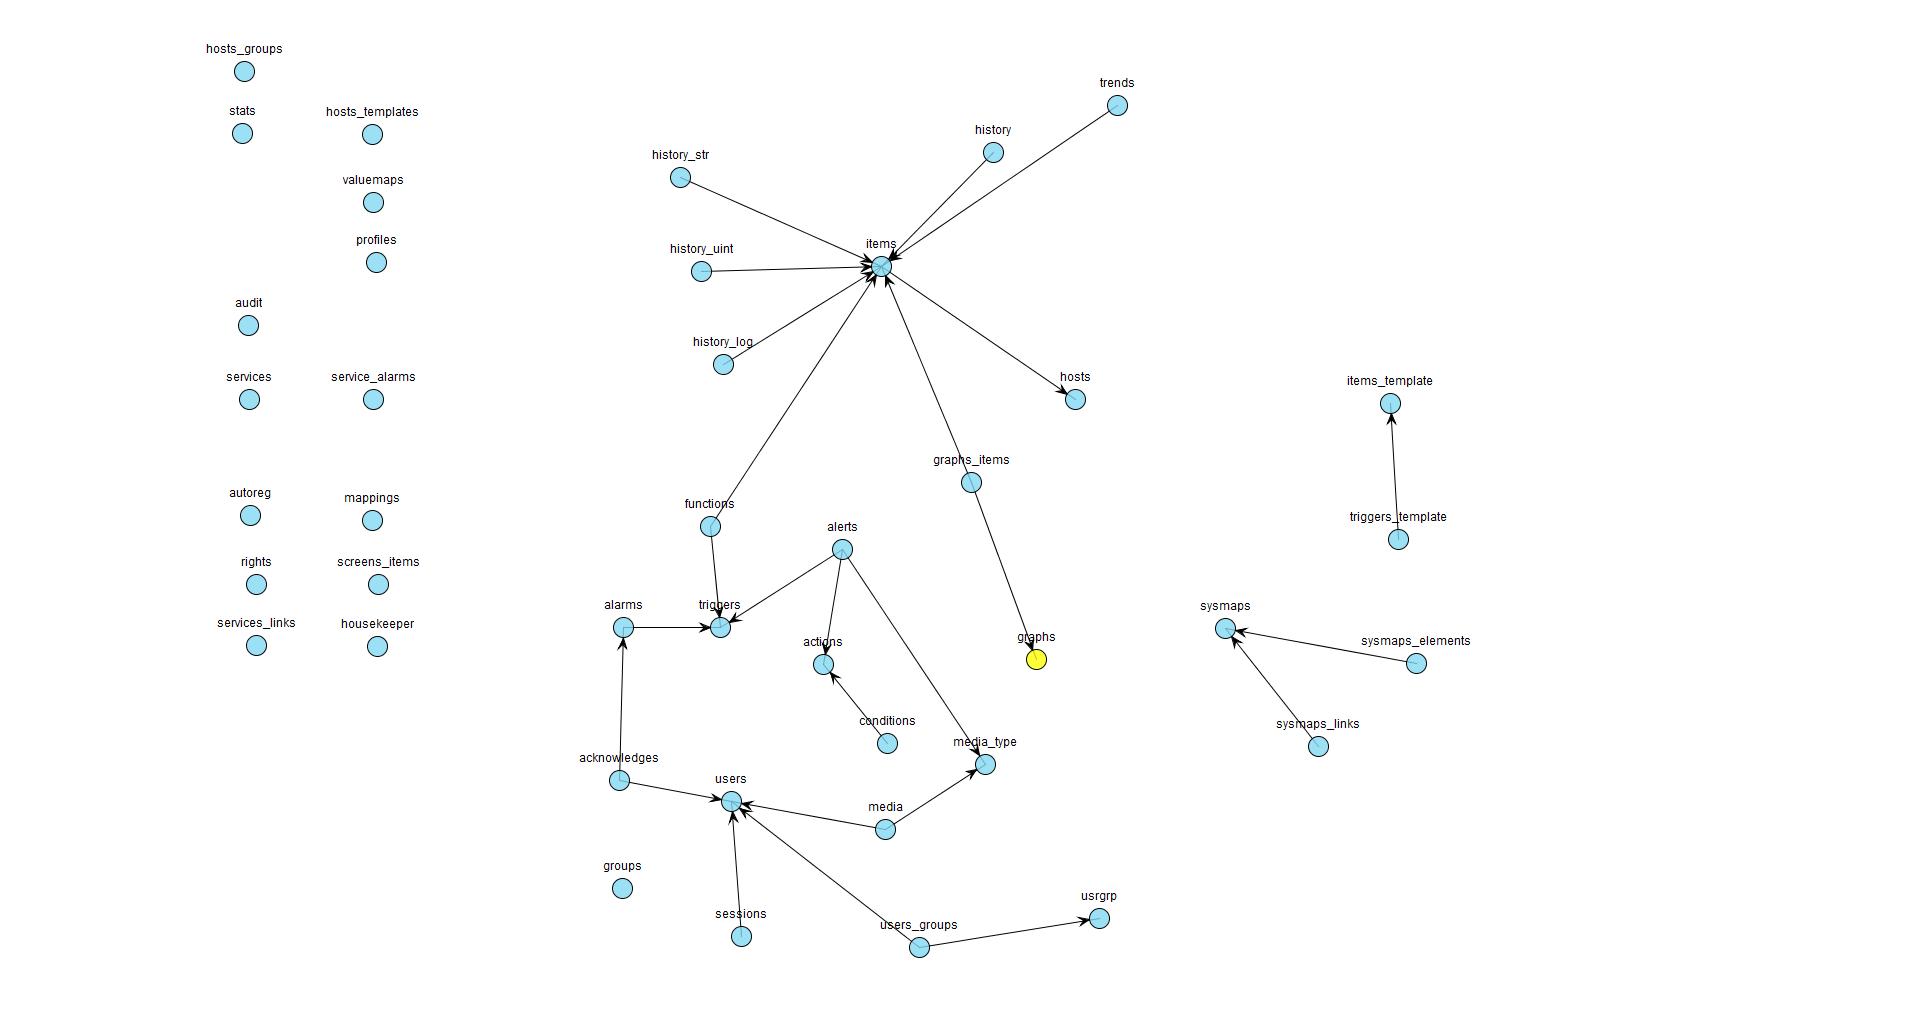 hosts_groups
stats
hosts_templates
valuemaps
profiles
audit
services
service_alarms
autoreg
mappings
rights
screens_items
services_links
housekeeper
trends
history
history_str
items
history_uint
history_log
hosts
graphs_items
functions
alerts
alarms
triggers
actions
graphs
conditions
media_type
acknowledges
users
media
groups
sessions
users_groups
usrgrp
items_template
triggers_template
sysmaps
sysmaps_elements
sysmaps_links